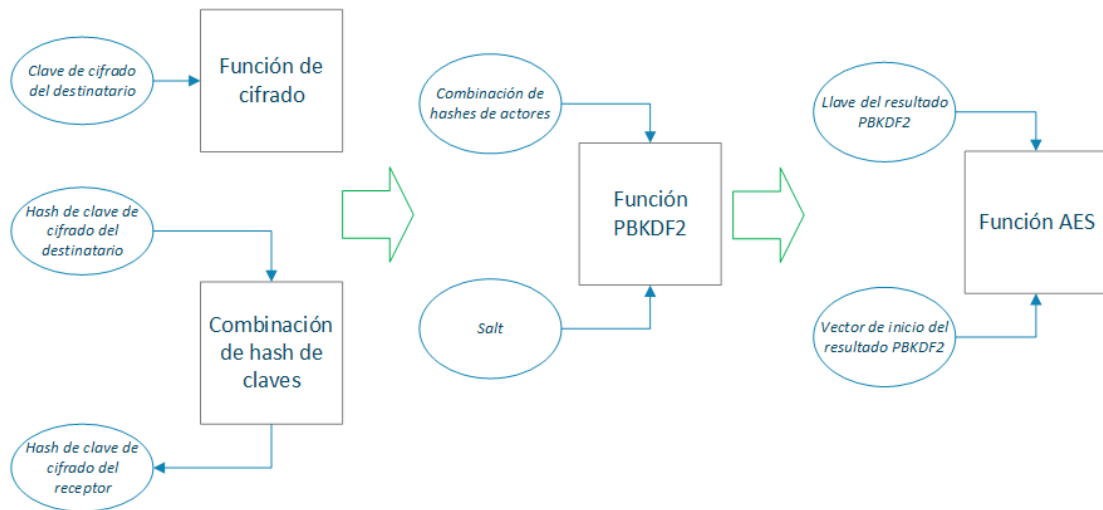 Clave de cifrado
del destinatario
Función de
cifrado
Hash de clave de
cifrado del
destinatario
Combinación
de hash de
claves
Hash de clave de
cifrado del
receptor
Combinación de
hashes de actores
Función
PBKDF2
Salt
Llave del resultado
PBKDF2
Función AES
Vector de inicio del
resultado PBKDF2